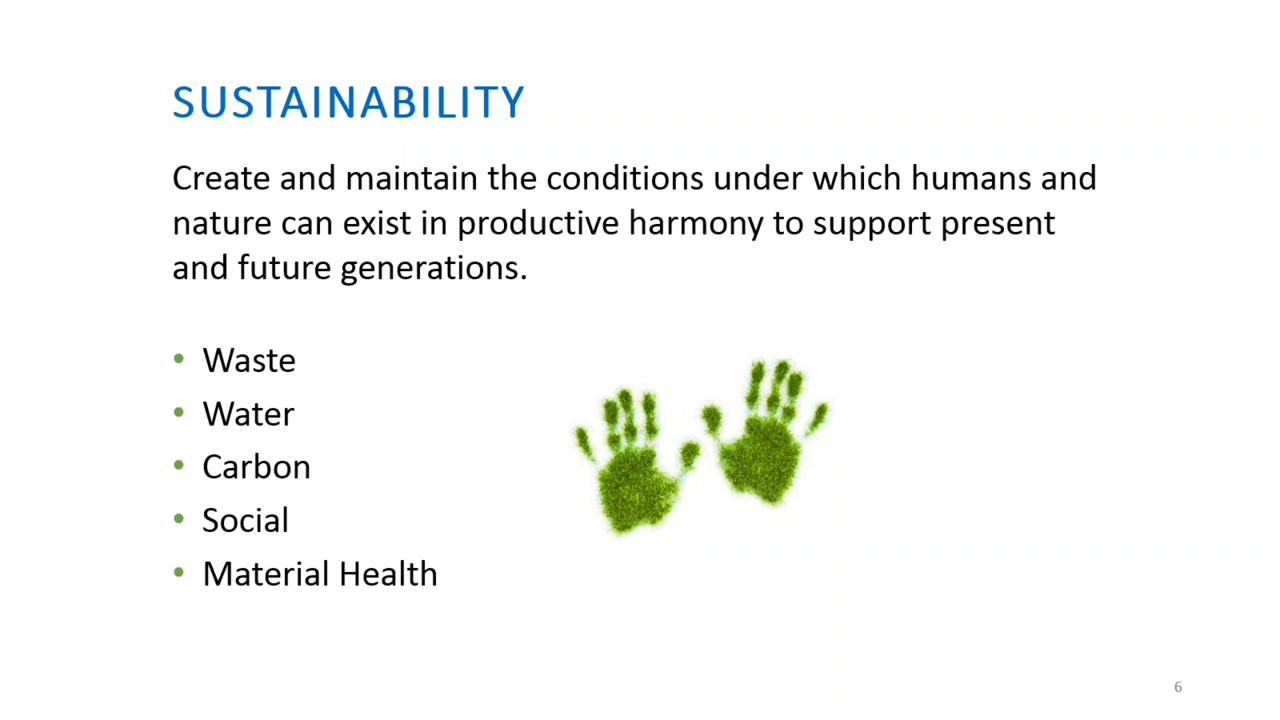 SUSTAINABILITY
Create and maintain the conditions under which humans and
nature can exist in productive harmony to support present
and future generations.
• Waste
• Water
• Carbon
• Social
• Material Health
6